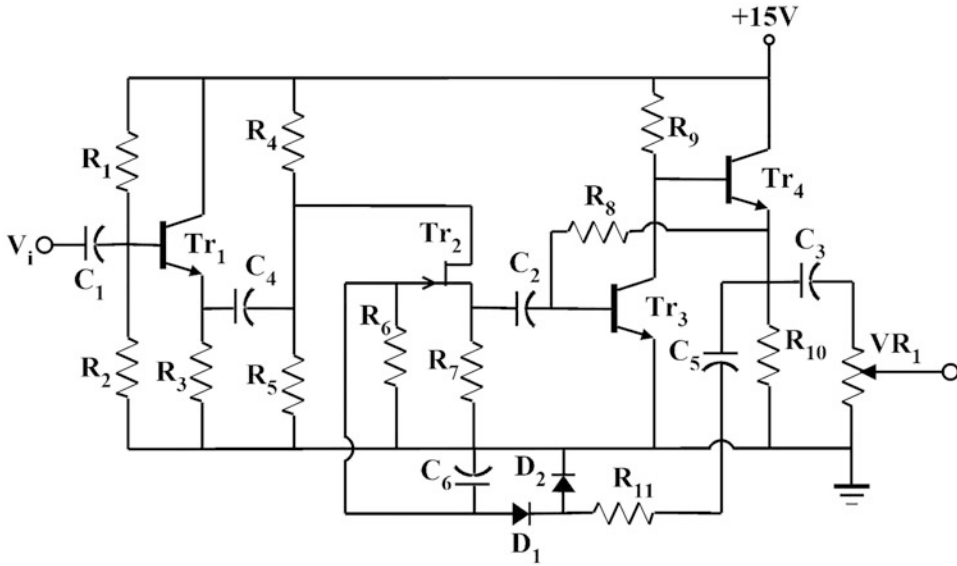 +15V
R₄
R₉
R₁
R₈
Tr₄
Vᵢ
Tr₁
Tr₂
C₁
C₄
C₂
C₃
Tr₃
R₆
R₂
R₃
R₅
R₇
C₅
R₁₀
VR₁
C₆
D₂
R₁₁
D₁